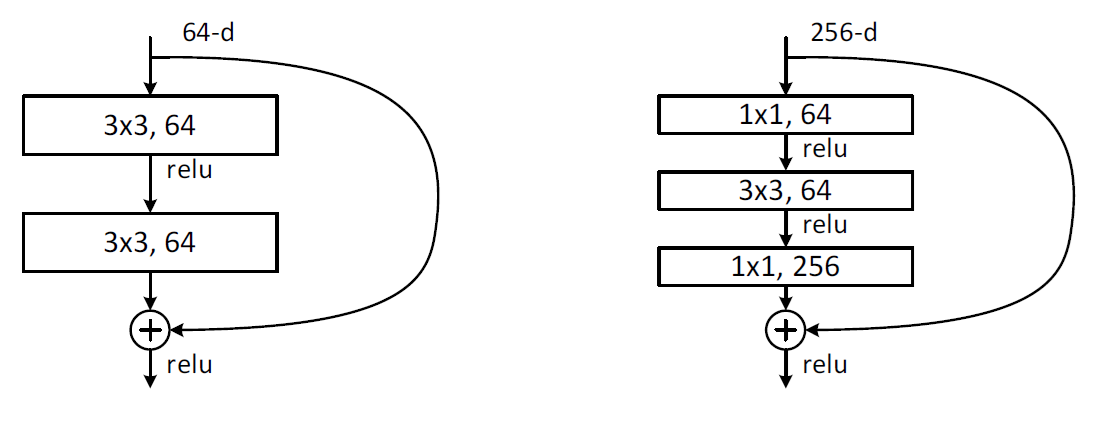 64-d
3x3, 64
relu
3x3, 64
relu
256-d
1x1, 64
relu
3x3, 64
relu
1x1, 256
relu